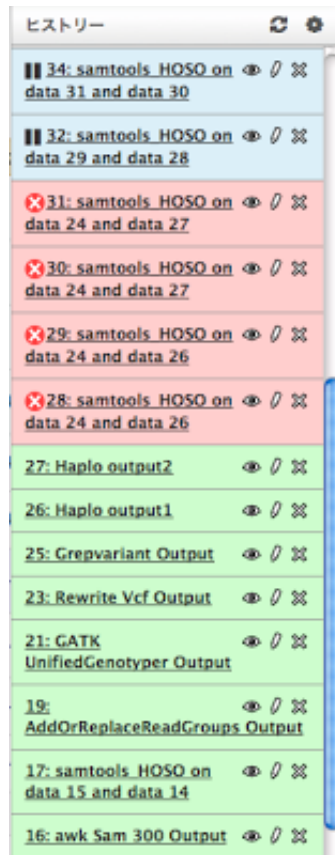 ヒストリー
34: samtools_HOSO on
data 31 and data 30
32: samtools_HOSO on
data 29 and data 28
31: samtools_HOSO on
data 24 and data 27
30: samtools_HOSO on
data 24 and data 27
29: samtools_HOSO on
data 24 and data 26
28: samtools_HOSO on
data 24 and data 26
27: Haplo output2
26: Haplo output1
25: Grepvariant Output
23: Rewrite Vcf Output
21: GATK
UnifiedGenotyper Output
19:
AddOrReplaceReadGroups Output
17: samtools_HOSO on
data 15 and data 14
16: awk Sam 300 Output